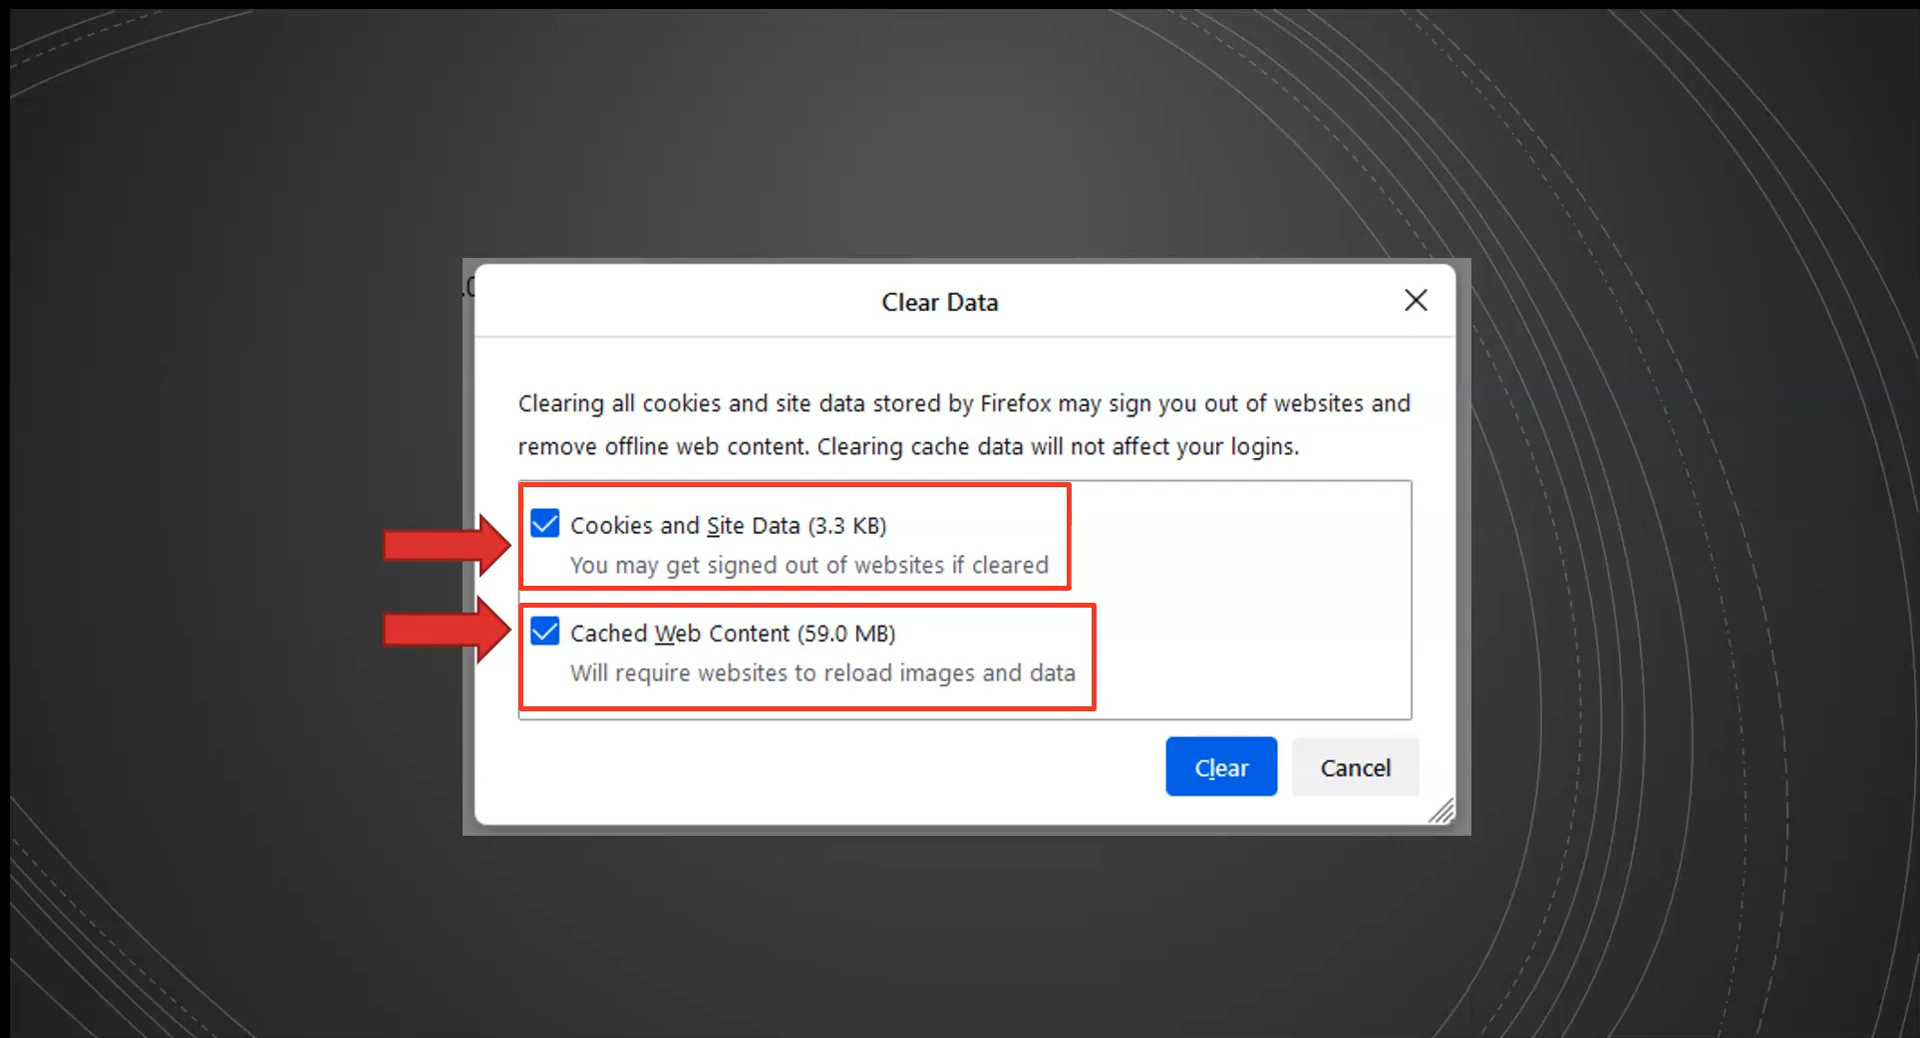 Clear Data
Clearing all cookies and site data stored by Firefox may sign you out of websites and
remove offline web content. Clearing cache data will not affect your logins.
Cookies and Site Data (3.3 KB)
You may get signed out of websites if cleared
Cached Web Content (59.0 MB)
Will require websites to reload images and data
Clear
Cancel